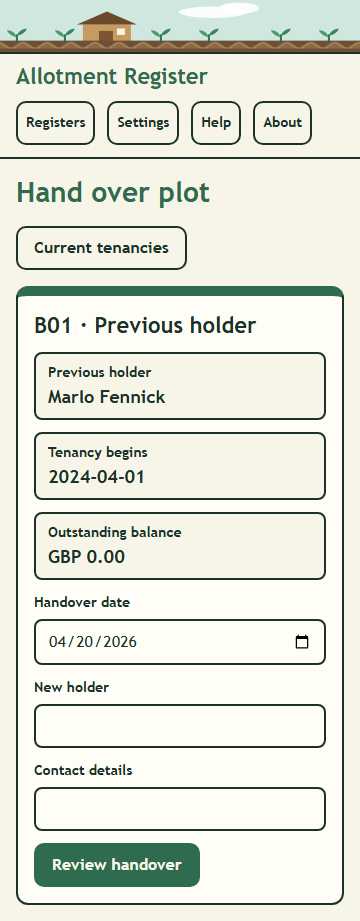 Allotment Register
Registers Settings Help About
Hand over plot
Current tenancies
B01 · Previous holder
Previous holder
Marlo Fennick
Tenancy begins
2024-04-01
Outstanding balance
GBP 0.00
Handover date
04/20/2026
New holder
Contact details
Review handover